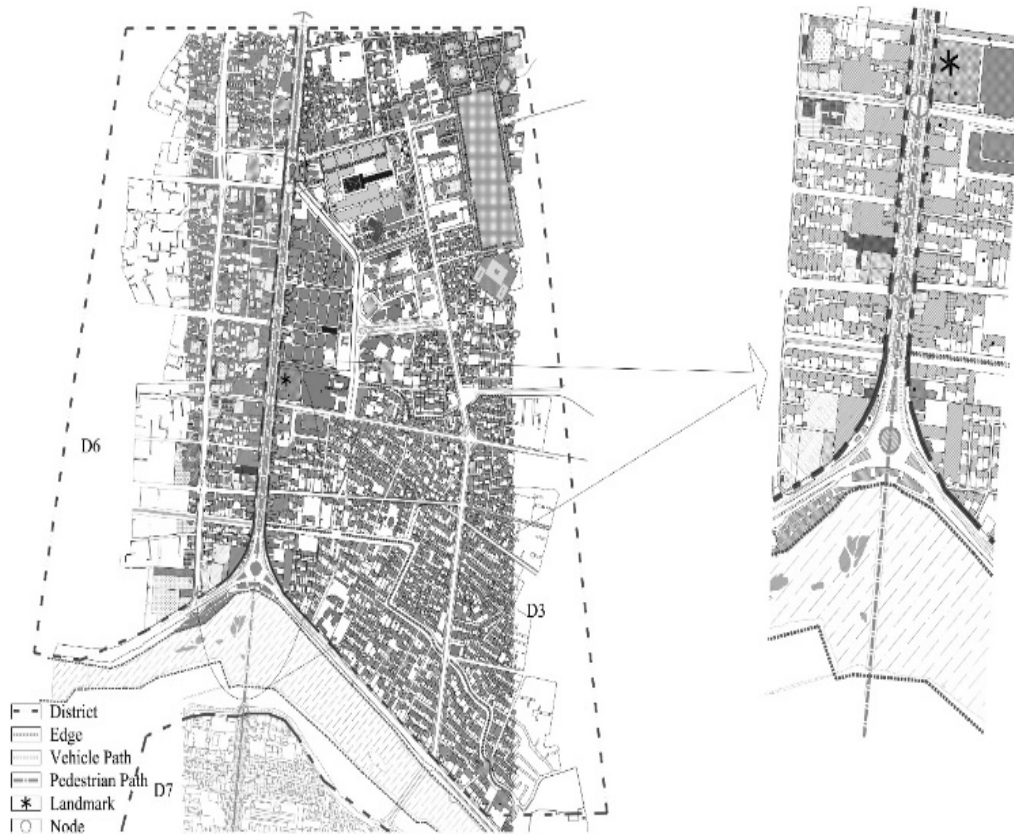 D6
D3
D7
District
Edge
Vehicle Path
Pedestrian Path
Landmark
Node